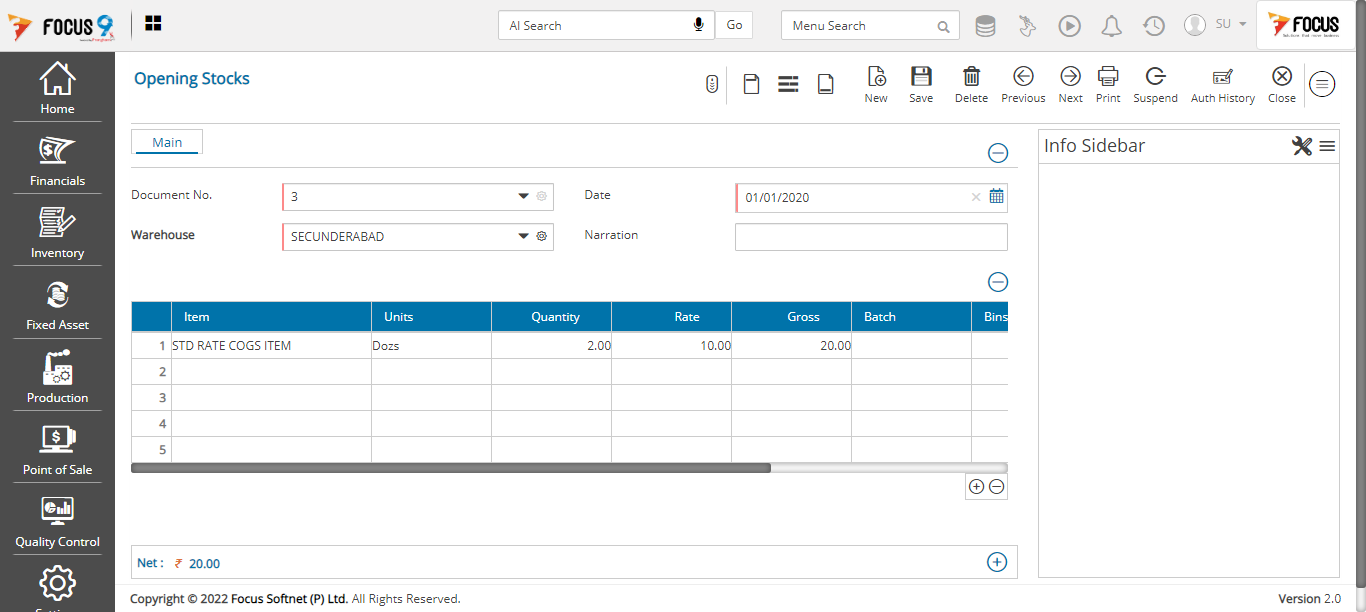 FOCUS 9
AI Search
Go
Menu Search
SU
FOCUS
Home
Financials
Inventory
Fixed Asset
Production
Point of Sale
Quality Control
Opening Stocks
New
Save
Delete
Previous
Next
Print
Suspend
Auth History
Close
Main
Info Sidebar
Document No.
3
Date
01/01/2020
Warehouse
SECUNDERABAD
Narration
Item Units Quantity Rate Gross Batch Bins
1 STD RATE COGS ITEM Dozs 2.00 10.00 20.00
2
3
4
5
Net : ₹ 20.00
Copyright © 2022 Focus Softnet (P) Ltd. All Rights Reserved.
Version 2.0